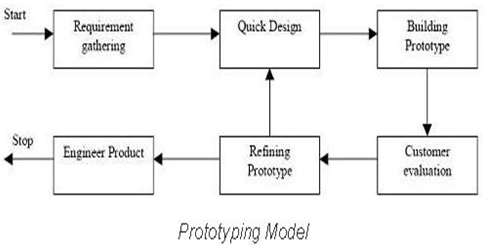 Start
Requirement
gathering
Quick Design
Building
Prototype
Stop
Engineer Product
Refining
Prototype
Customer
evaluation
Prototyping Model